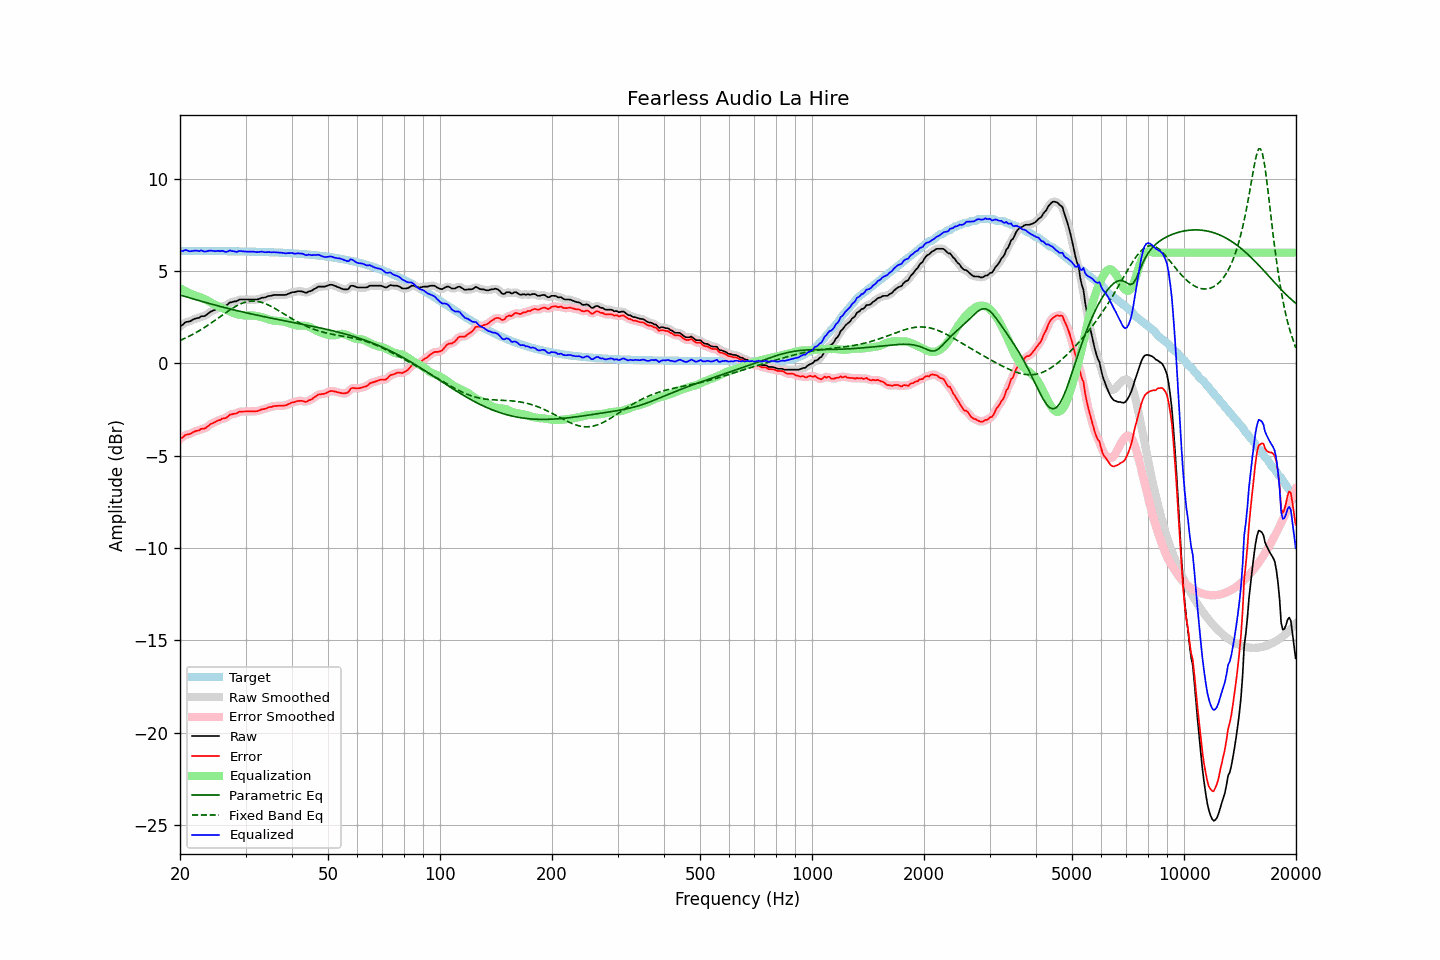 Fearless Audio La Hire
Amplitude (dBr)
10
5
0
−5
−10
−15
−20
−25
Target
Raw Smoothed
Error Smoothed
Raw
Error
Equalization
Parametric Eq
Fixed Band Eq
Equalized
20 50 100 200 500 1000 2000 5000 10000 20000
Frequency (Hz)